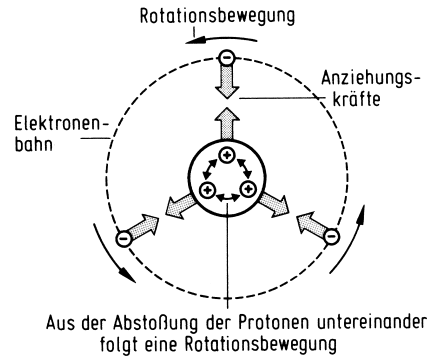 Rotationsbewegung
Anziehungs-
kräfte
Elektronen-
bahn
Aus der Abstoßung der Protonen untereinander
folgt eine Rotationsbewegung